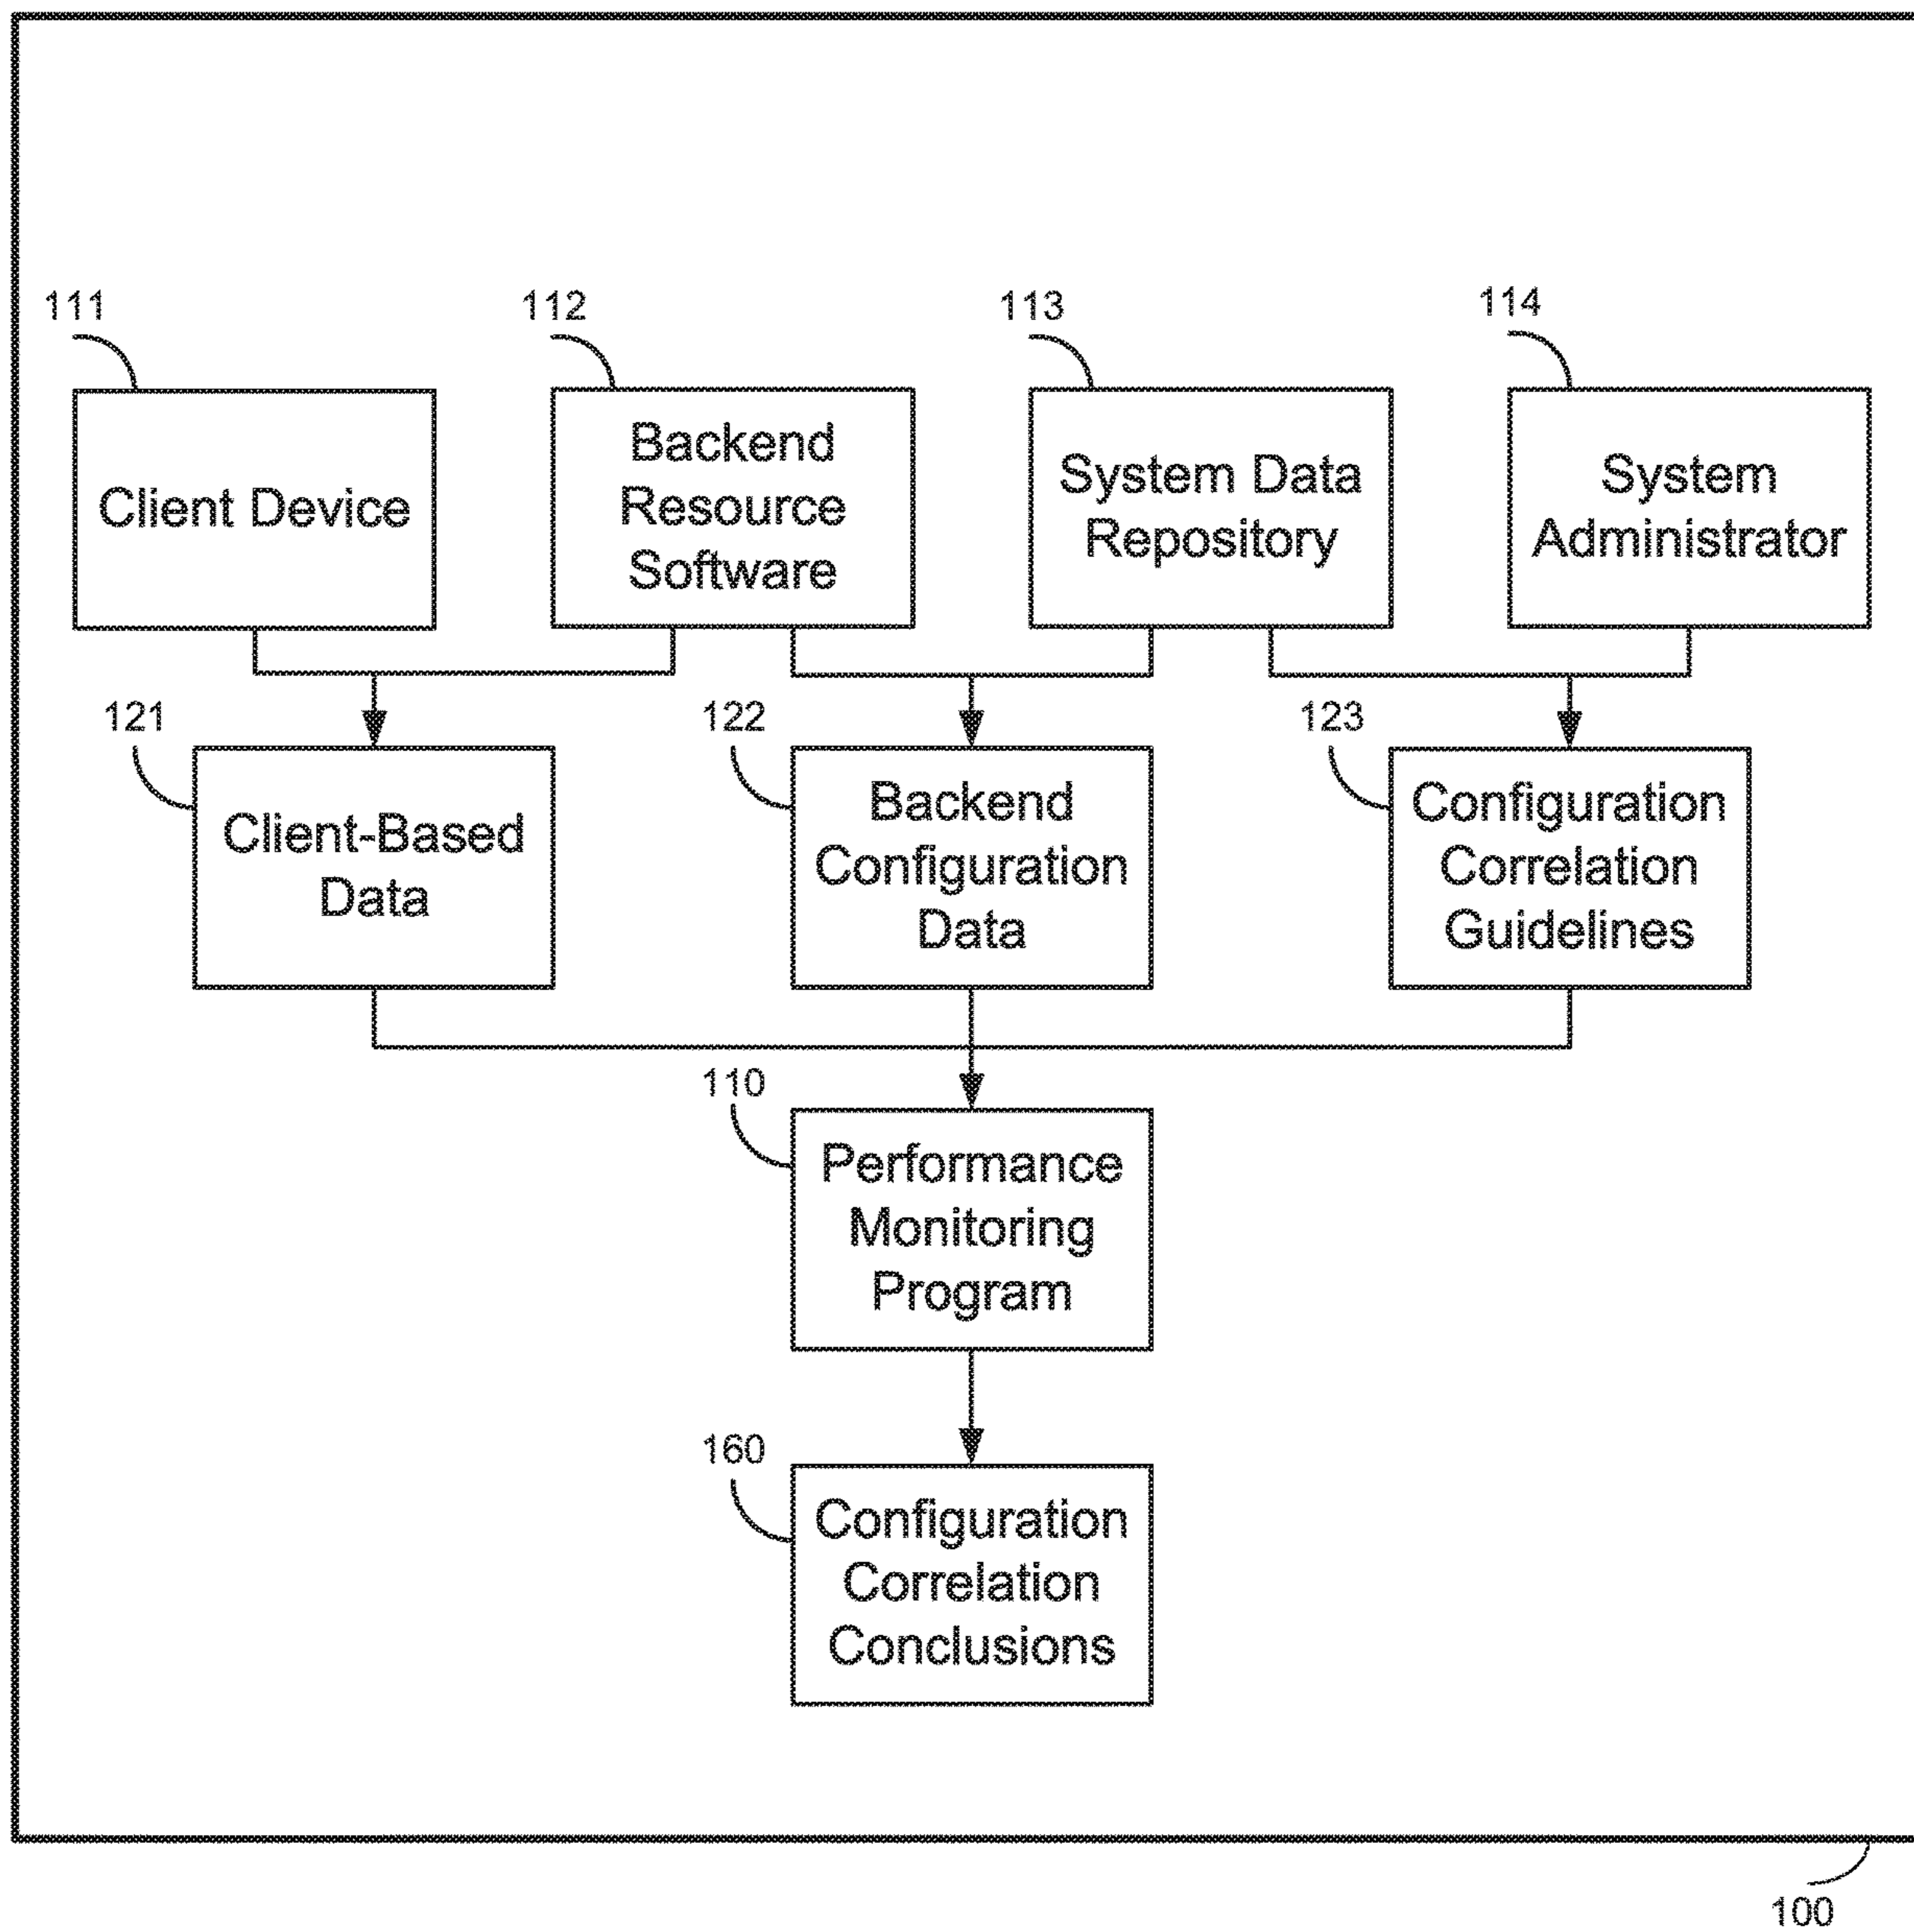 111
112
113
114
Client Device
Backend
Resource
Software
System Data
Repository
System
Administrator
121
122
123
Client-Based
Data
Backend
Configuration
Data
Configuration
Correlation
Guidelines
110
Performance
Monitoring
Program
160
Configuration
Correlation
Conclusions
100